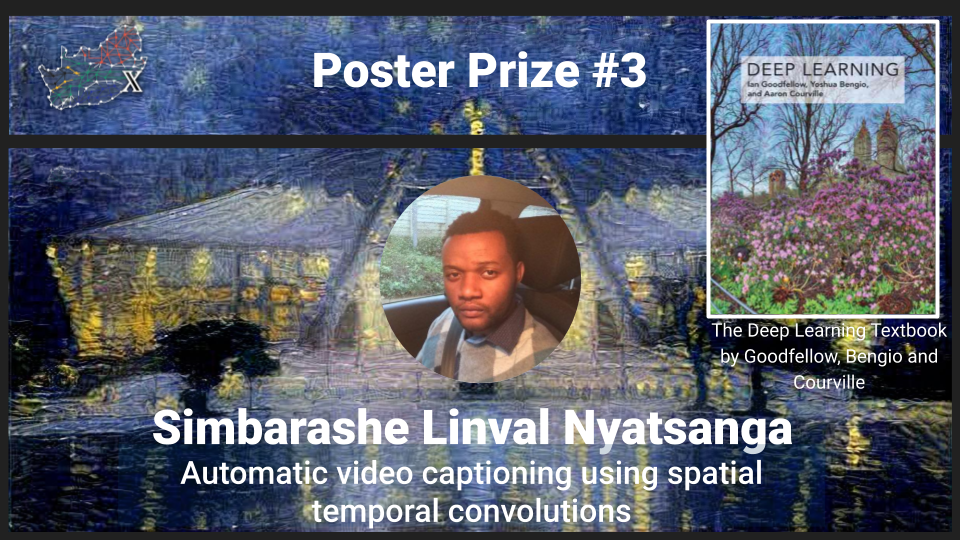 X
Poster Prize #3
DEEP LEARNING
Ian Goodfellow, Yoshua Bengio,
and Aaron Courville
The Deep Learning Textbook
by Goodfellow, Bengio and
Courville
Simbarashe Linval Nyatsanga
Automatic video captioning using spatial
temporal convolutions